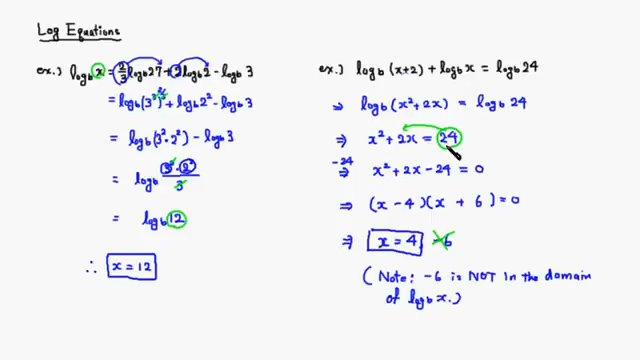 Log Equations
ex.) log_b x = 2/3 log_b 27 + 2 log_b 2 - log_b 3
= log_b (3^3)^(2/3) + log_b 2^2 - log_b 3
= log_b (3^2 · 2^2) - log_b 3
= log_b (3^2 · 2^2)/3
= log_b 12
∴ x = 12
ex.) log_b (x+2) + log_b x = log_b 24
⇒ log_b (x^2 + 2x) = log_b 24
⇒ x^2 + 2x = 24
-24
⇒ x^2 + 2x - 24 = 0
⇒ (x - 4)(x + 6) = 0
⇒ x = 4, -6
(Note: -6 is NOT in the domain
of log_b x.)